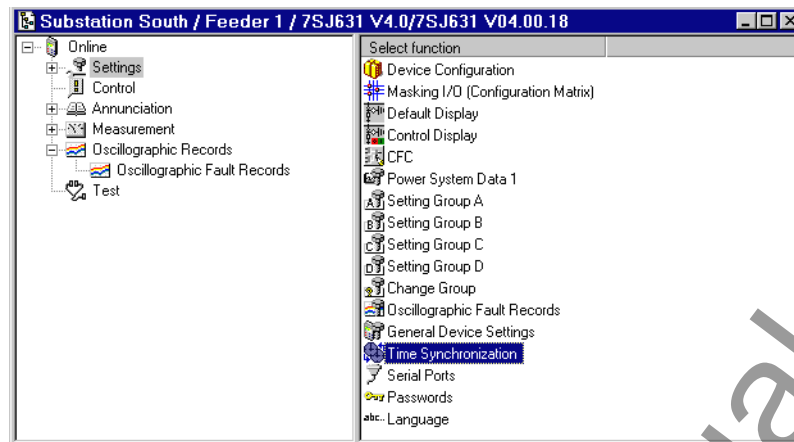 Substation South / Feeder 1 / 7SJ631 V4.0/7SJ631 V04.00.18
Online
Settings
Control
Annunciation
Measurement
Oscillographic Records
Oscillographic Fault Records
Test
Select function
Device Configuration
Masking I/O (Configuration Matrix)
Default Display
Control Display
CFC
Power System Data 1
Setting Group A
Setting Group B
Setting Group C
Setting Group D
Change Group
Oscillographic Fault Records
General Device Settings
Time Synchronization
Serial Ports
Passwords
abc.. Language